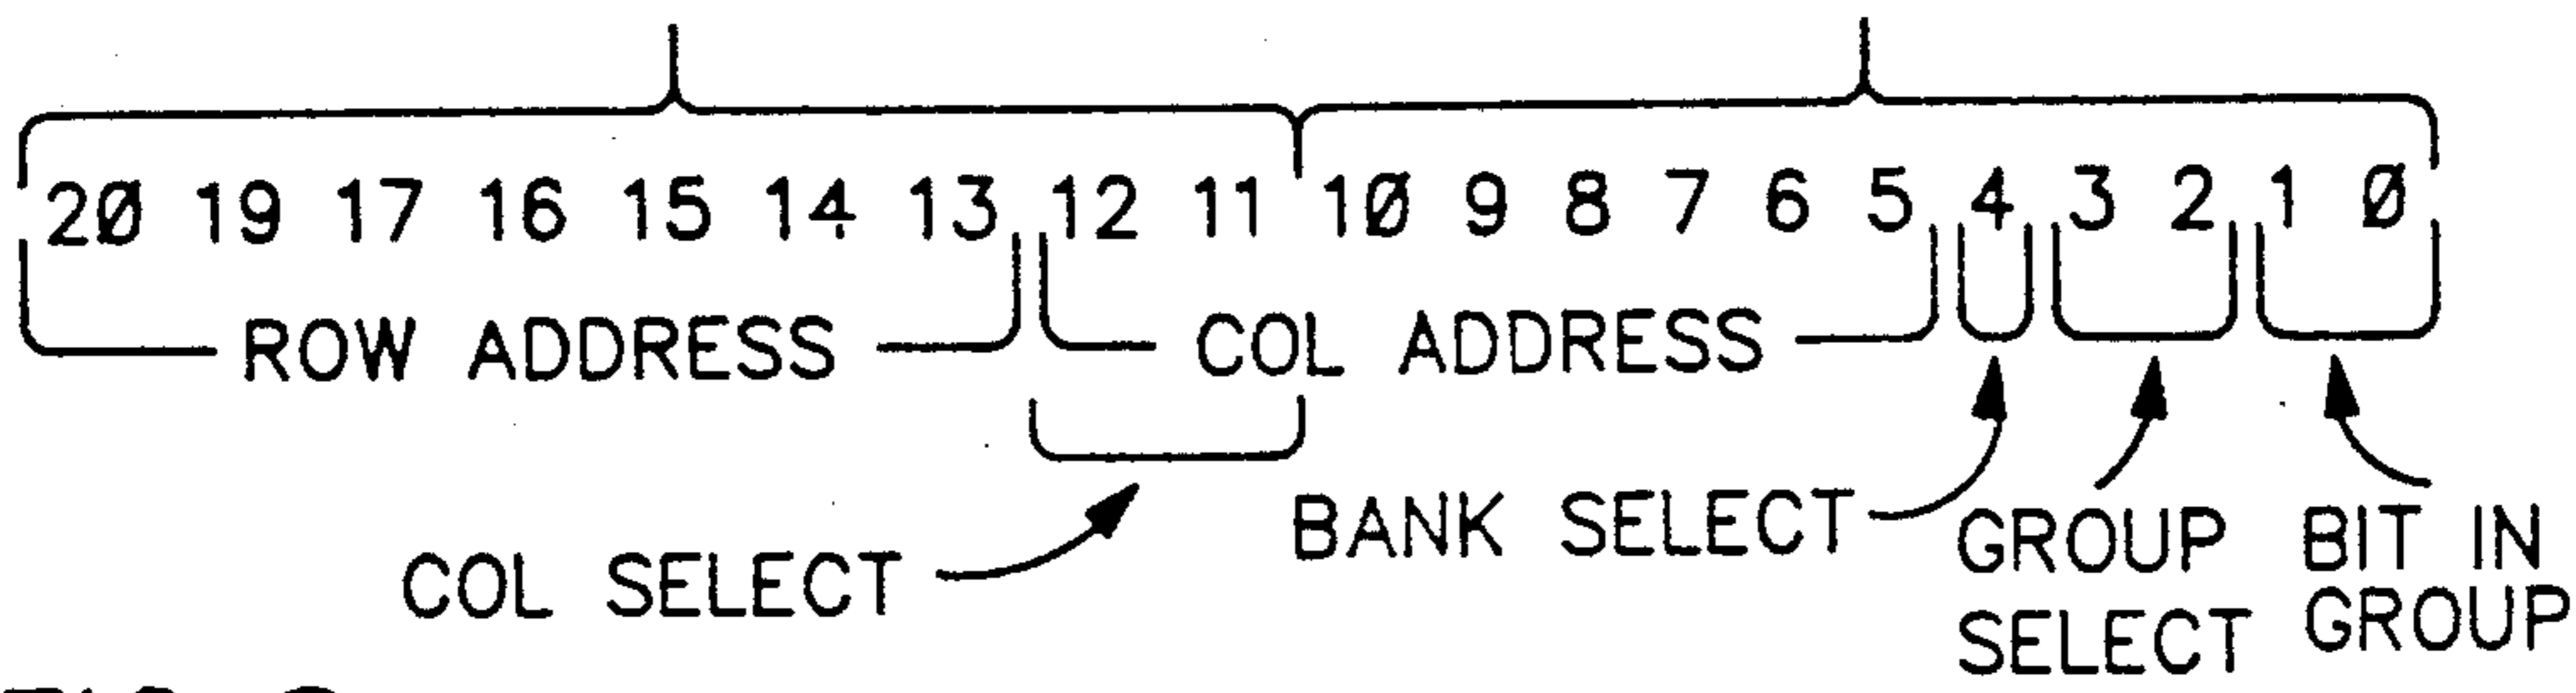 20 19 17 16 15 14 13 12 11 10 9 8 7 6 5 4 3 2 1 0
ROW ADDRESS COL ADDRESS
COL SELECT
BANK SELECT
GROUP
SELECT
BIT IN
GROUP